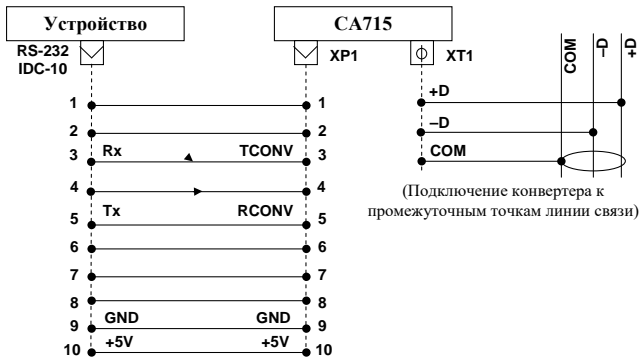 Устройство
СА715
RS-232
IDC-10
XP1
XT1
COM
–D
+D
+D
–D
COM
1 1
2 2
3 Rx TCONV 3
4 4
5 Tx RCONV 5
6 6
7 7
8 8
9 GND GND 9
10 +5V +5V 10
(Подключение конвертера к
промежуточным точкам линии связи)